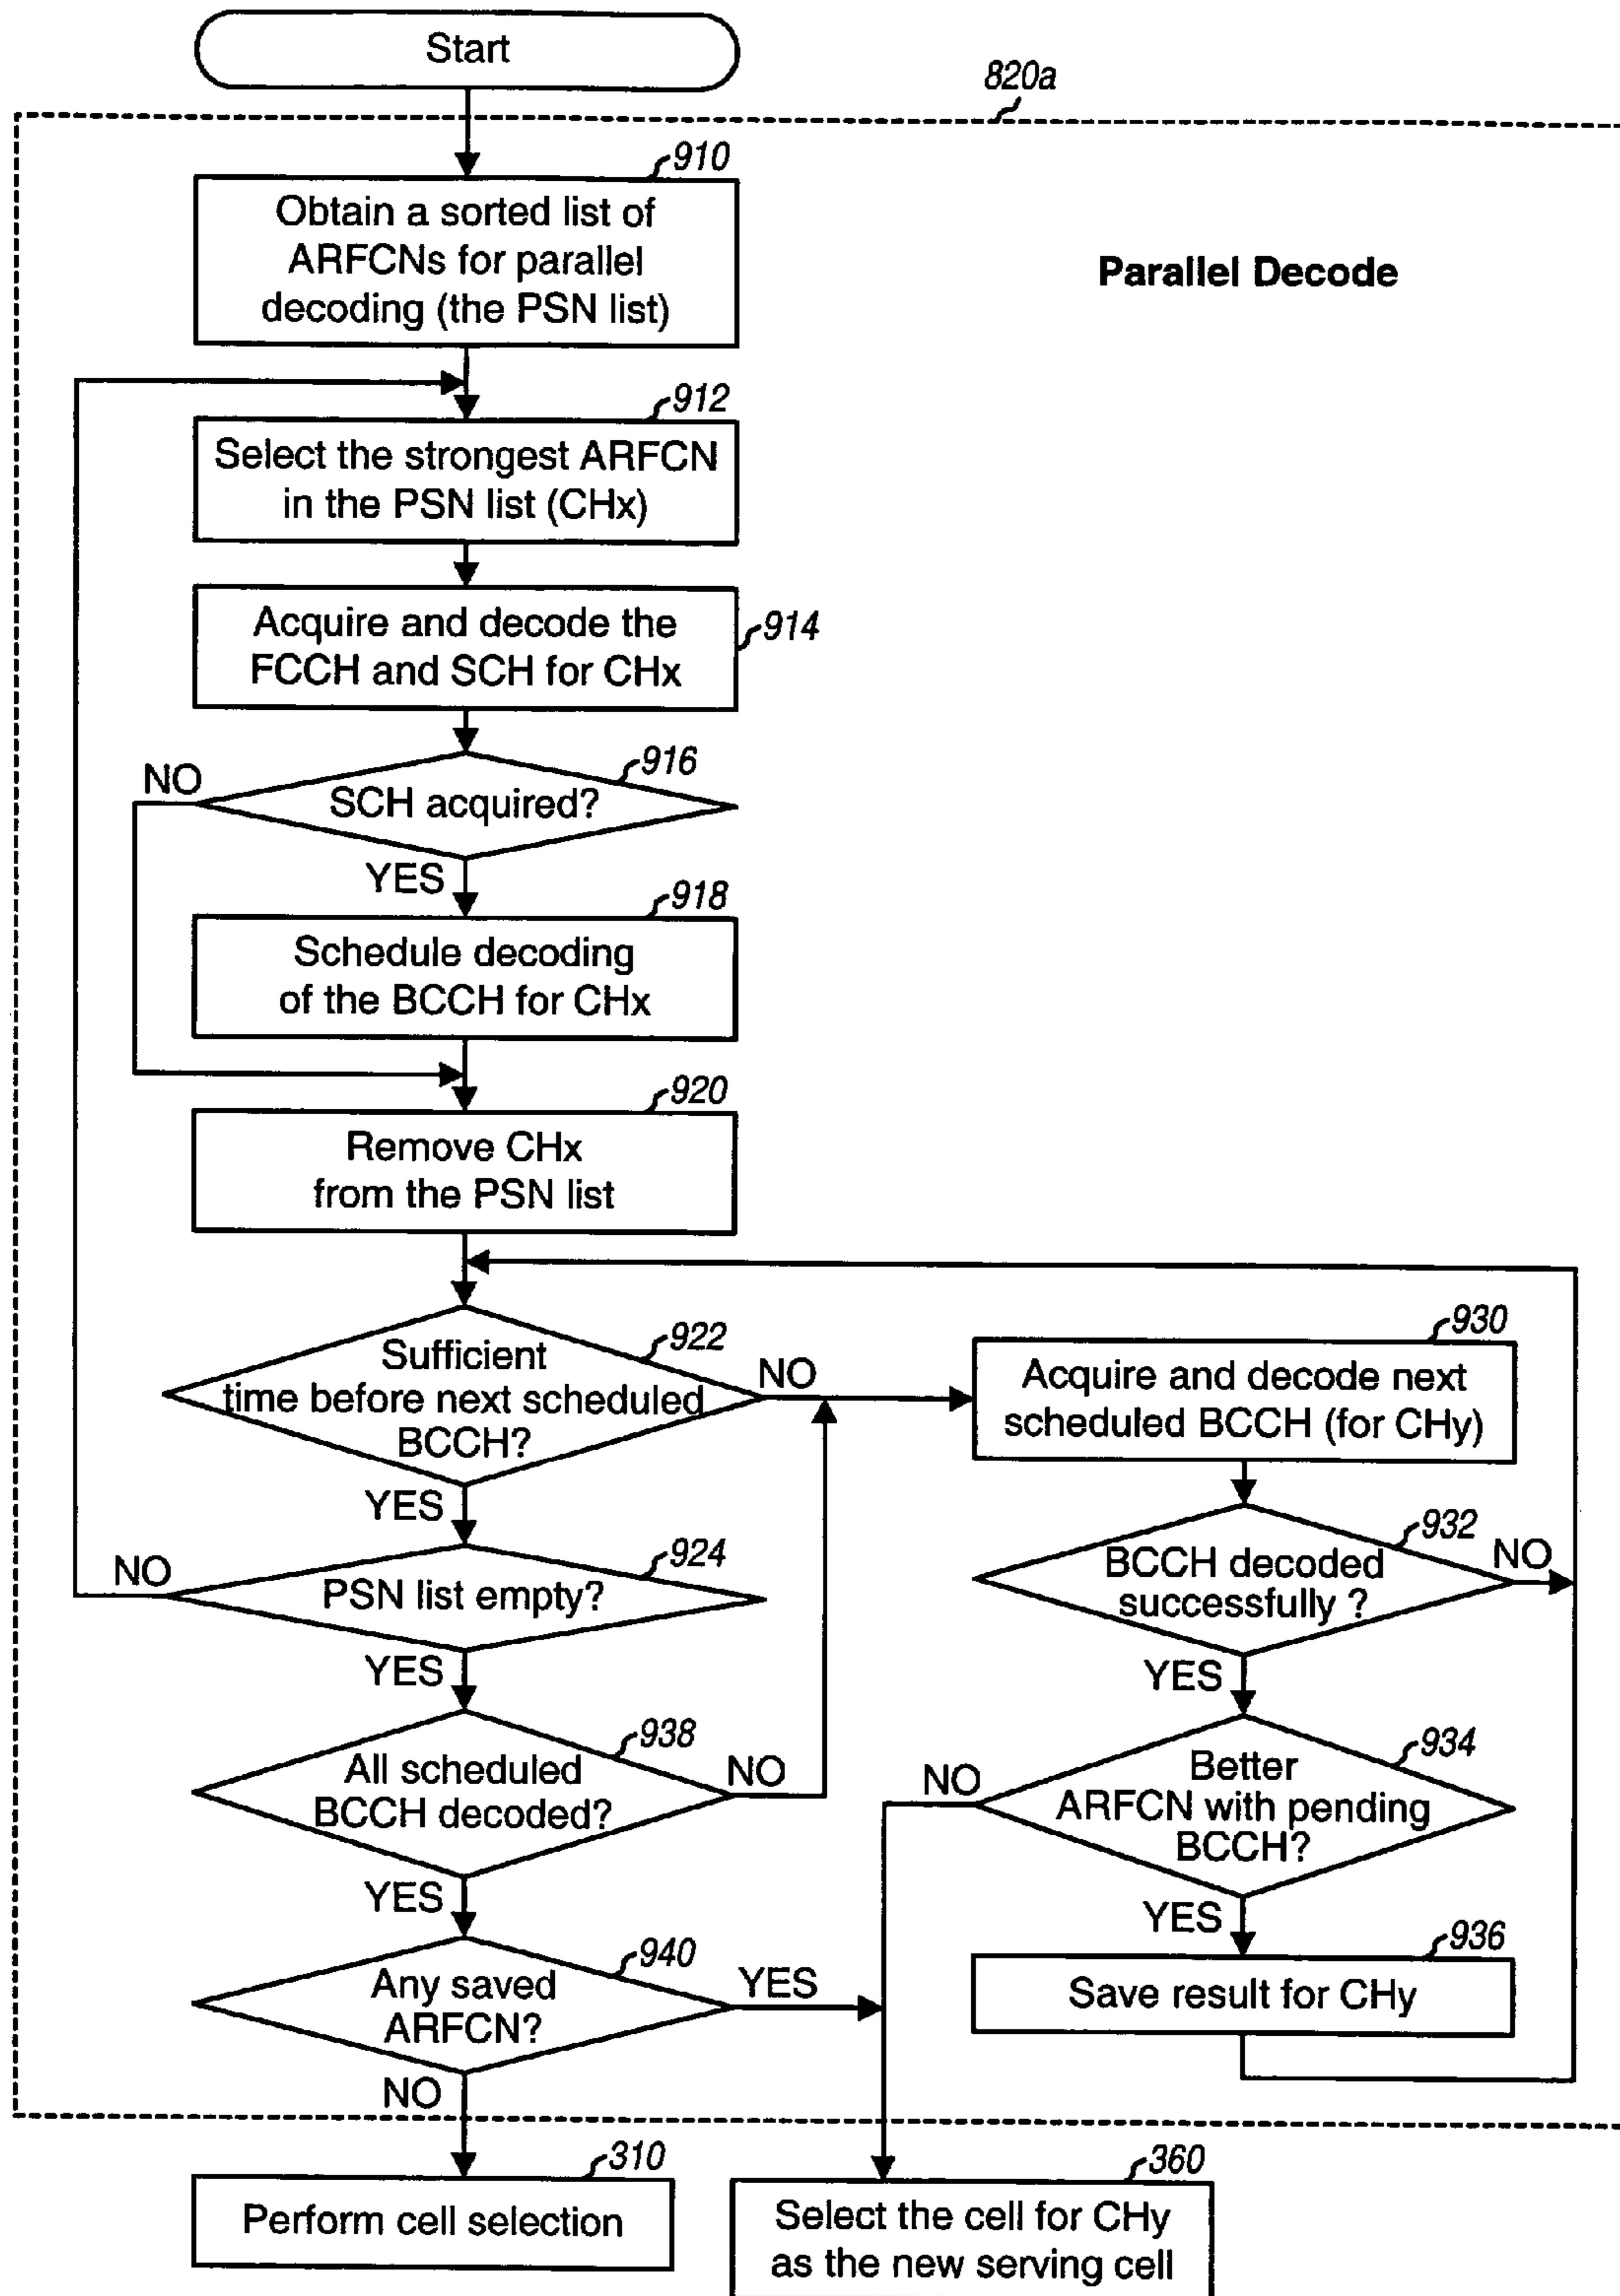 Start
820a
910
Obtain a sorted list of
ARFCNs for parallel
decoding (the PSN list)
Parallel Decode
912
Select the strongest ARFCN
in the PSN list (CHx)
Acquire and decode the
FCCH and SCH for CHx
914
916
NO
SCH acquired?
YES
918
Schedule decoding
of the BCCH for CHx
920
Remove CHx
from the PSN list
922
Sufficient
time before next scheduled
BCCH?
NO
YES
930
Acquire and decode next
scheduled BCCH (for CHy)
932
BCCH decoded
successfully ?
NO
YES
924
NO
PSN list empty?
YES
934
Better
ARFCN with pending
BCCH?
NO
YES
938
All scheduled
BCCH decoded?
NO
YES
936
Save result for CHy
940
Any saved
ARFCN?
YES
NO
310
Perform cell selection
360
Select the cell for CHy
as the new serving cell